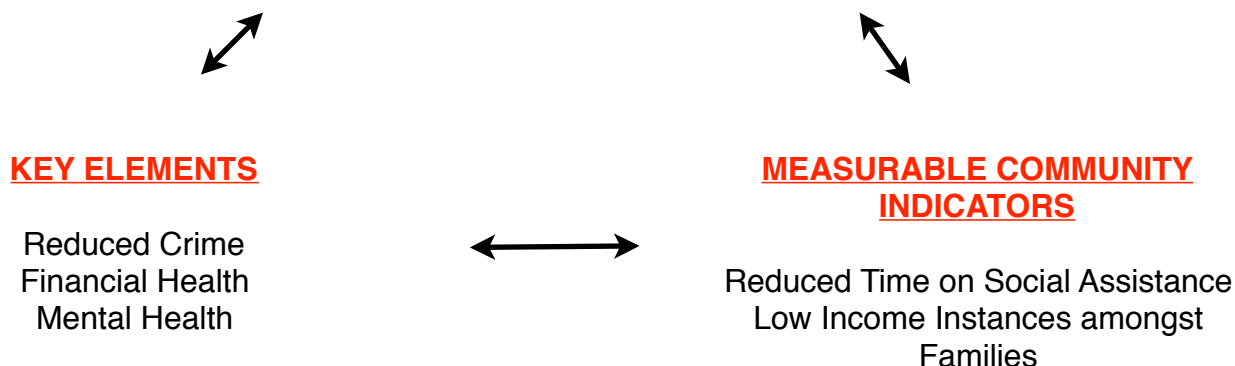 KEY ELEMENTS
Reduced Crime
Financial Health
Mental Health
MEASURABLE COMMUNITY
INDICATORS
Reduced Time on Social Assistance
Low Income Instances amongst
Families